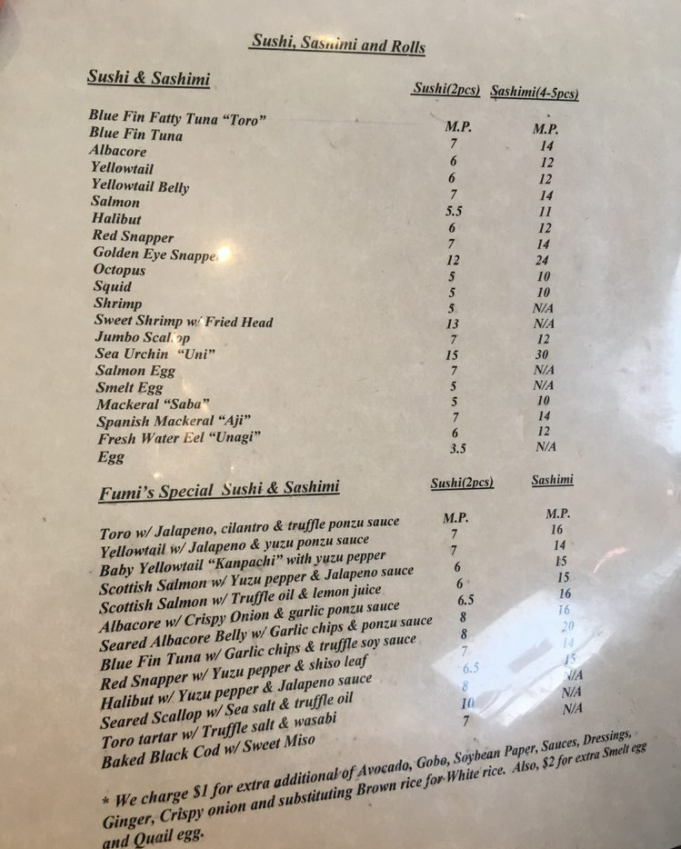 Sushi, Sashimi and Rolls
Sushi & Sashimi Sushi(2pcs) Sashimi(4-5pcs)
Blue Fin Fatty Tuna “Toro” M.P. M.P.
Blue Fin Tuna 7 14
Albacore 6 12
Yellowtail 6 12
Yellowtail Belly 7 14
Salmon 5.5 11
Halibut 6 12
Red Snapper 7 14
Golden Eye Snapper 12 24
Octopus 5 10
Squid 5 10
Shrimp 5 N/A
Sweet Shrimp w/ Fried Head 13 N/A
Jumbo Scallop 7 12
Sea Urchin “Uni” 15 30
Salmon Egg 7 N/A
Smelt Egg 5 N/A
Mackeral “Saba” 5 10
Spanish Mackeral “Aji” 7 14
Fresh Water Eel “Unagi” 6 12
Egg 3.5 N/A
Fumi’s Special Sushi & Sashimi Sushi(2pcs) Sashimi
Toro w/ Jalapeno, cilantro & truffle ponzu sauce M.P. M.P.
Yellowtail w/ Jalapeno & yuzu ponzu sauce 7 16
Baby Yellowtail “Kanpachi” with yuzu pepper 7 14
Scottish Salmon w/ Yuzu pepper & Jalapeno sauce 6 15
Scottish Salmon w/ Truffle oil & lemon juice 6 15
Albacore w/ Crispy Onion & garlic ponzu sauce 6.5 16
Seared Albacore Belly w/ Garlic chips & ponzu sauce 8 16
Blue Fin Tuna w/ Garlic chips & truffle soy sauce 8 20
Red Snapper w/ Yuzu pepper & shiso leaf 7 14
Halibut w/ Yuzu pepper & Jalapeno sauce 6.5 15
Seared Scallop w/ Sea salt & truffle oil 8 N/A
Toro tartar w/ Truffle salt & wasabi 10 N/A
Baked Black Cod w/ Sweet Miso 7 N/A
* We charge $1 for extra additional of Avocado, Gobo, Soybean Paper, Sauces, Dressings,
Ginger, Crispy onion and substituting Brown rice for White rice. Also, $2 for extra Smelt egg
and Quail egg.